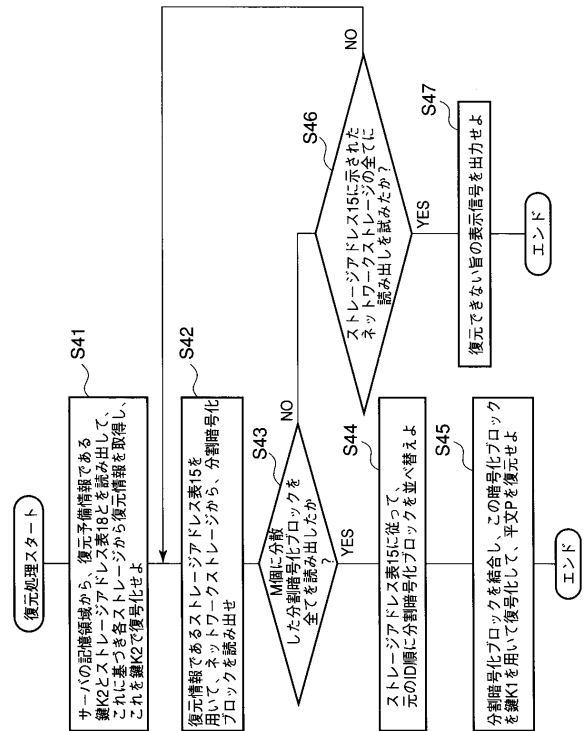 復元処理スタート
S41
サーバの記憶領域から、復元予備情報である
鍵K2とストレージアドレス表18とを読み出して、
これに基づき各ストレージから復元情報を取得し、
これを鍵K2で復号化せよ
S42
復元情報であるストレージアドレス表15を
用いて、ネットワークストレージから、分割暗号化
ブロックを読み出せ
S43
M個に分散
した分割暗号化ブロックを
全てを読み出したか
?
NO
YES
S44
ストレージアドレス表15に従って、
元のID順に分割暗号化ブロックを並べ替えよ
S45
分割暗号化ブロックを結合し、この暗号化ブロック
を鍵K1を用いて復号化して、平文Pを復元せよ
エンド
S46
ストレージアドレス15に示された
ネットワークストレージの全てに
読み出しを試みたか?
NO
YES
S47
復元できない旨の表示信号を出力せよ
エンド